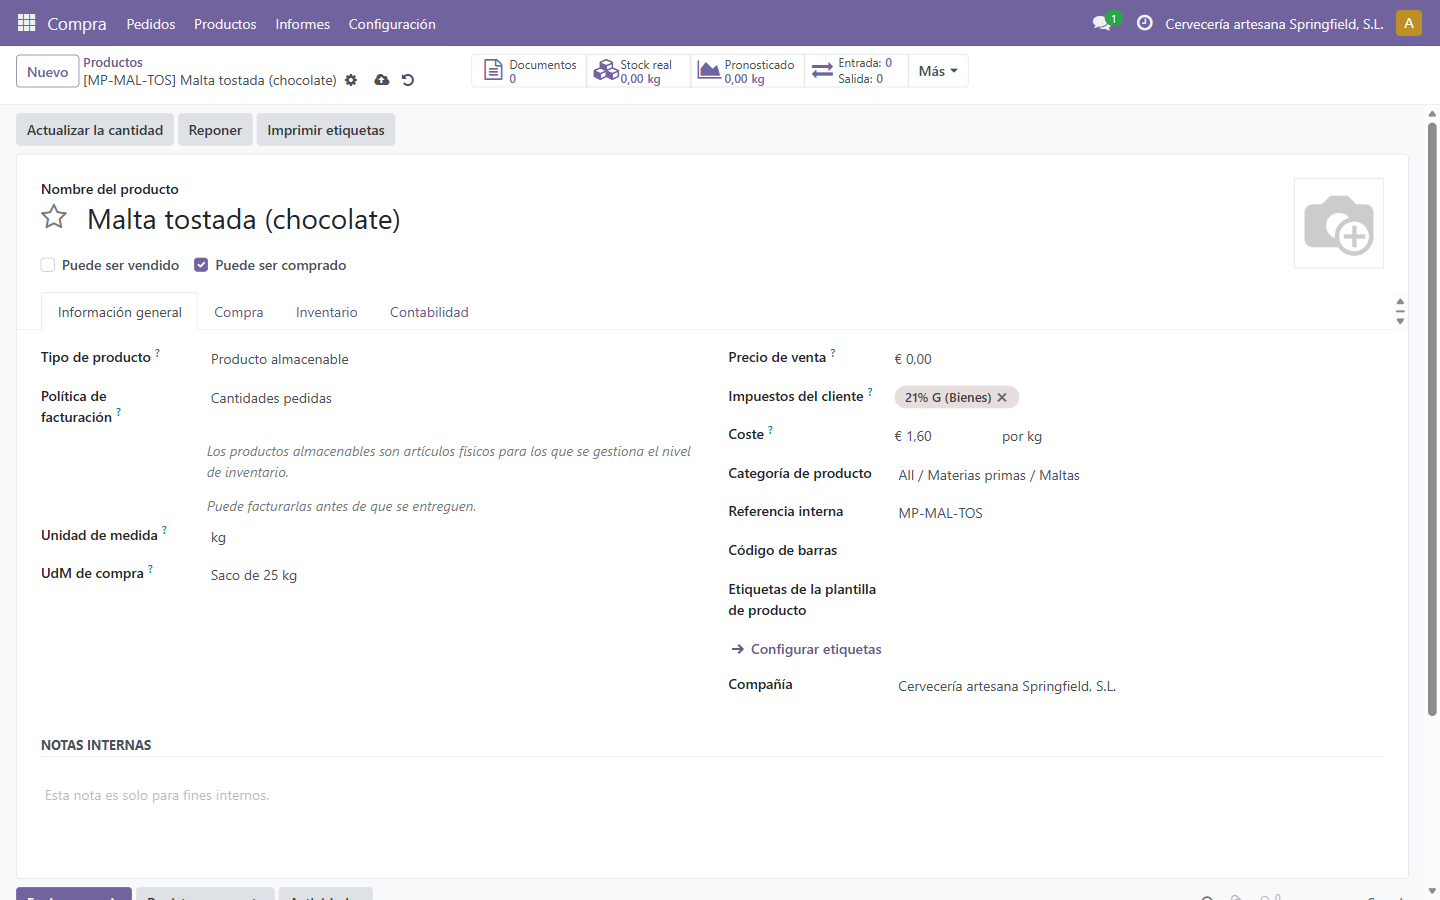 Compra Pedidos Productos Informes Configuración 1 Cervecería artesana Springfield, S.L. A
Nuevo
Productos
[MP-MAL-TOS] Malta tostada (chocolate)
Documentos
0
Stock real
0,00 kg
Pronosticado
0,00 kg
Entrada: 0
Salida: 0
Más
Actualizar la cantidad Reponer Imprimir etiquetas
Nombre del producto
Malta tostada (chocolate)
Puede ser vendido Puede ser comprado
Información general Compra Inventario Contabilidad
Tipo de producto ? Producto almacenable
Política de
facturación ? Cantidades pedidas
Los productos almacenables son artículos físicos para los que se gestiona el nivel
de inventario.
Puede facturarlas antes de que se entreguen.
Unidad de medida ? kg
UdM de compra ? Saco de 25 kg
Precio de venta ? € 0,00
Impuestos del cliente ? 21% G (Bienes)
Coste ? € 1,60 por kg
Categoría de producto All / Materias primas / Maltas
Referencia interna MP-MAL-TOS
Código de barras
Etiquetas de la plantilla
de producto
Configurar etiquetas
Compañía Cervecería artesana Springfield, S.L.
NOTAS INTERNAS
Esta nota es solo para fines internos.